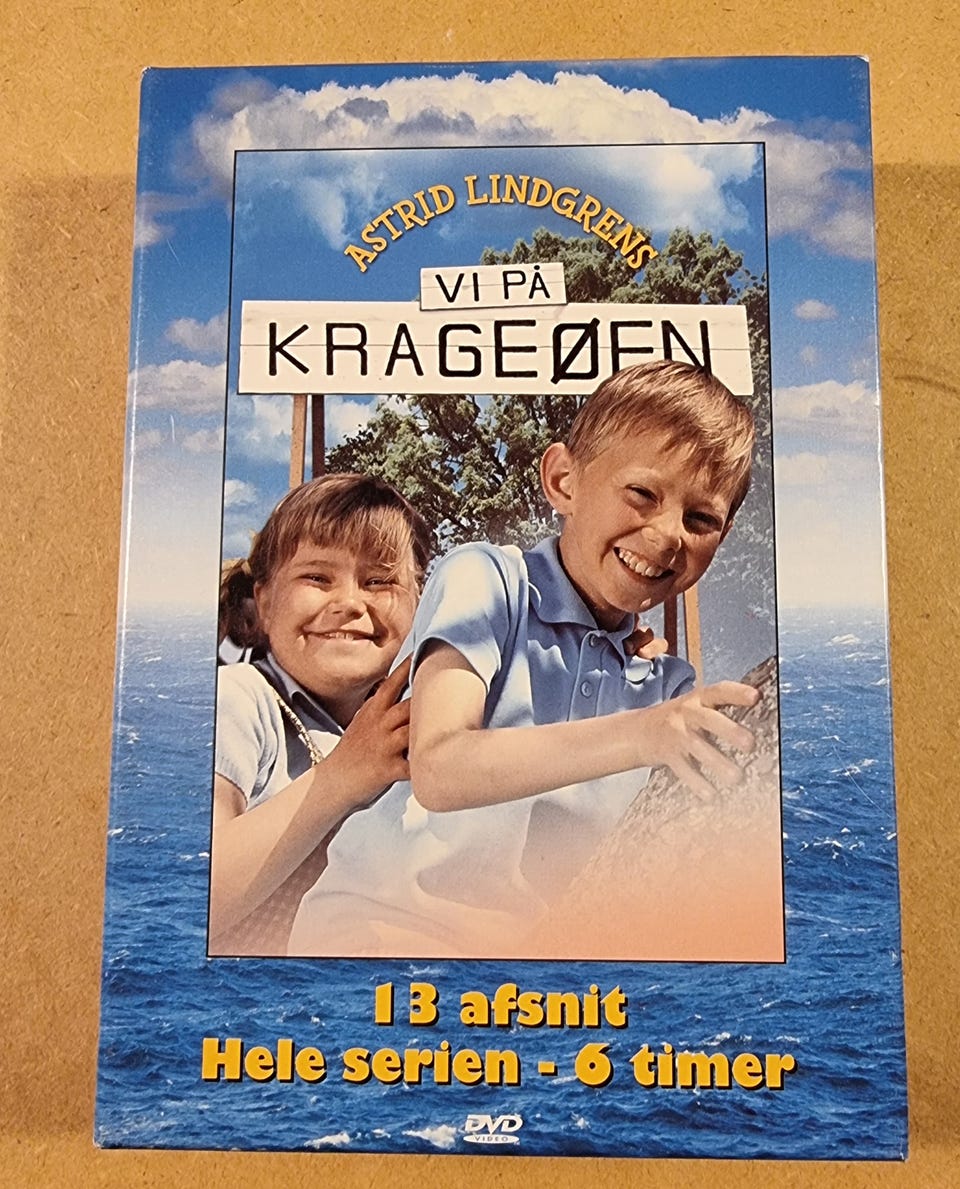 ASTRID LINDGRENS
VI PÅ
KRAGEØEN
13 afsnit
Hele serien - 6 timer
DVD
VIDEO